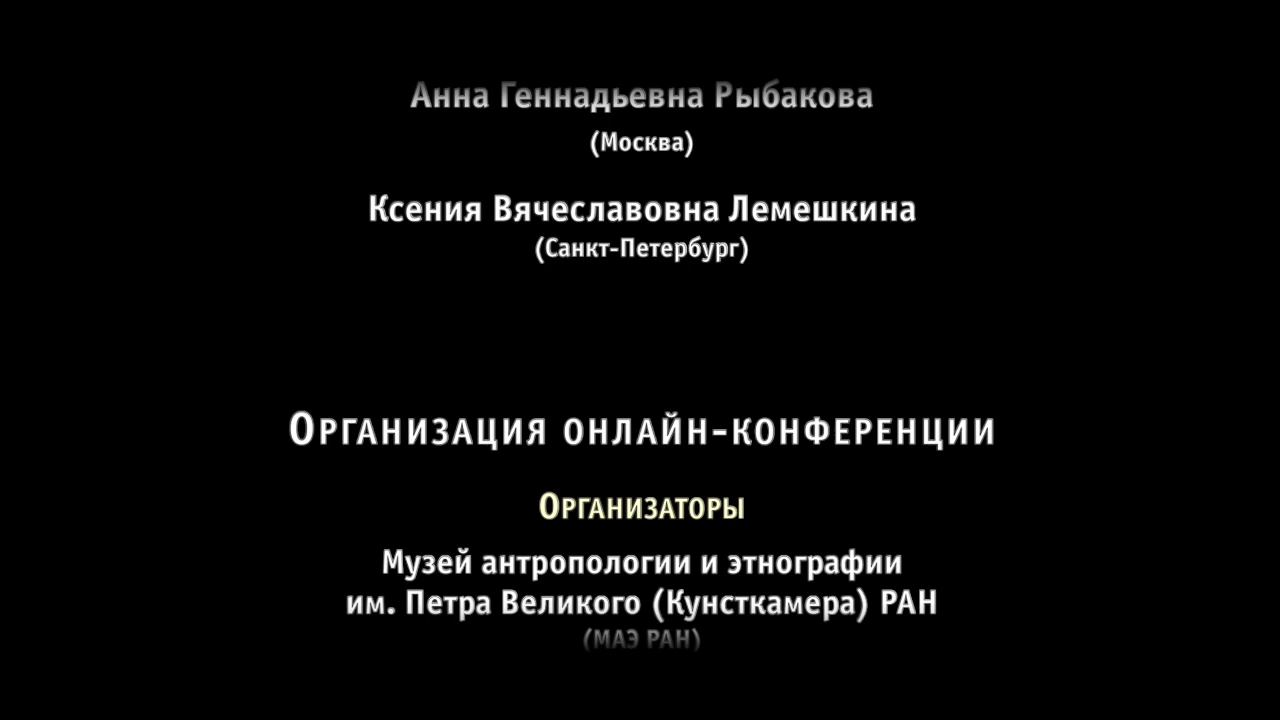 Анна Геннадьевна Рыбакова
(Москва)
Ксения Вячеславовна Лемешкина
(Санкт-Петербург)
Организация онлайн-конференции
Организаторы
Музей антропологии и этнографии
им. Петра Великого (Кунсткамера) РАН
(МАЭ РАН)